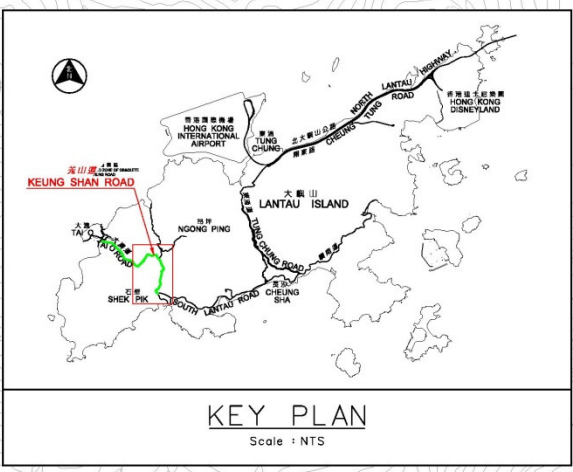 北
LANTAU
HIGHWAY
NORTH
LANTAU
ROAD
北大嶼山公路
CHEUNG TUNG
香港迪士尼樂園
HONG KONG
DISNEYLAND
香港國際機場
HONG KONG
INTERNATIONAL
AIRPORT
東涌
TUNG
CHUNG
羌山道
KEUNG SHAN ROAD
大嶼山
LANTAU ISLAND
昂坪
NGONG PING
大澳
TAI O
TAI O ROAD
TUNG CHUNG ROAD
石壁
SHEK PIK
SOUTH LANTAU ROAD
長沙
CHEUNG
SHA
KEY PLAN
Scale : NTS